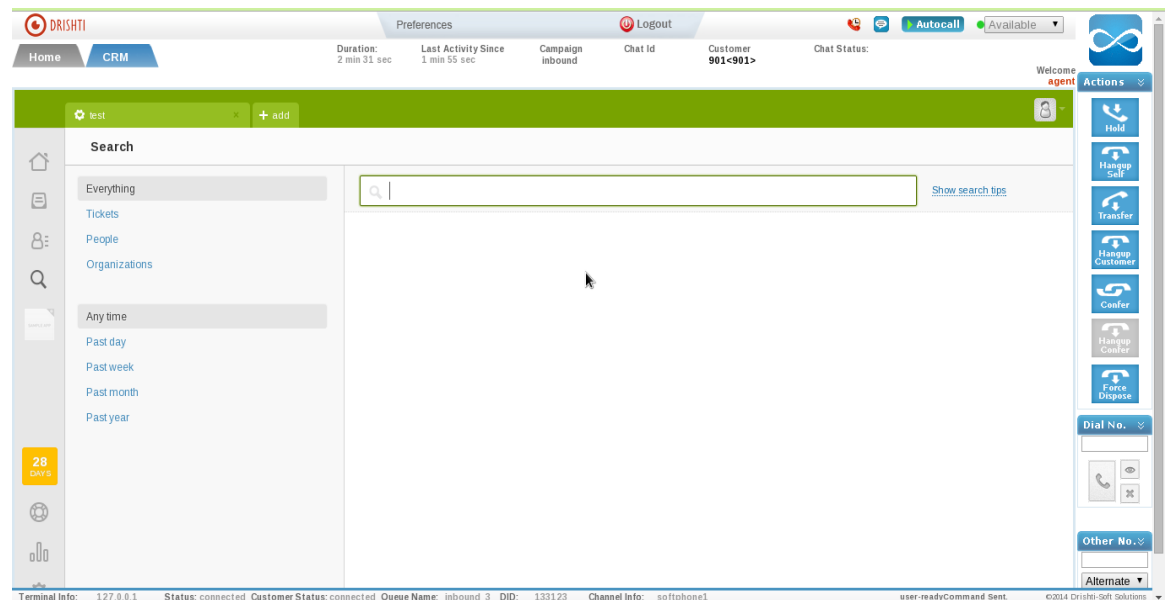 DRISHTI
Preferences
Logout
Autocall
Available
Home
CRM
Duration:
2 min 31 sec
Last Activity Since
1 min 55 sec
Campaign
inbound
Chat Id
Customer
901<901>
Chat Status:
Welcome
agent
test
+ add
Search
Everything
Tickets
People
Organizations
Any time
Past day
Past week
Past month
Past year
28
DAYS
Show search tips
Actions
Hold
Hangup
Self
Transfer
Hangup
Customer
Confer
Hangup
Confer
Force
Dispose
Dial No.
Other No.
Alternate
Terminal Info: 127.0.0.1 Status: connected Customer Status: connected Queue Name: inbound_3 DID: 133123 Channel Info: softphone1 user-readyCommand Sent. ©2014 Drishti-Soft Solutions